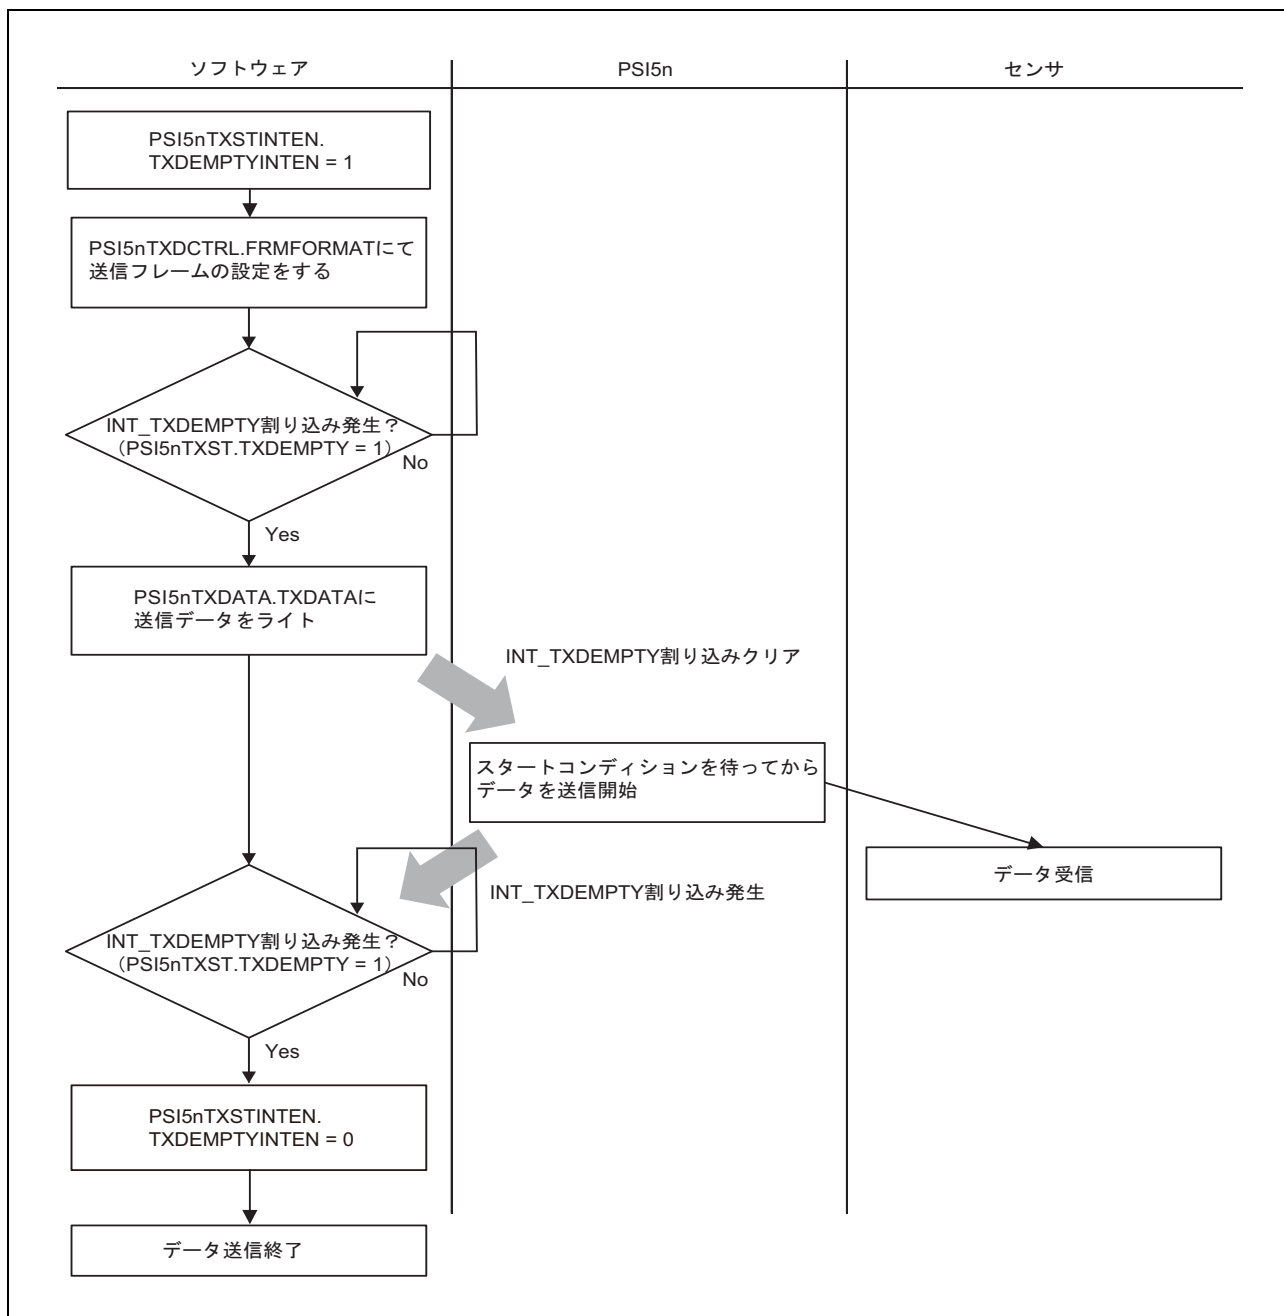 ソフトウェア
PSI5n
センサ
PSI5nTXSTINTEN.
TXDEMPTYINTEN = 1
PSI5nTXDCTRL.FRMFORMATにて
送信フレームの設定をする
INT_TXDEMPTY割り込み発生？
（PSI5nTXST.TXDEMPTY = 1）
No
Yes
PSI5nTXDATA.TXDATAに
送信データをライト
INT_TXDEMPTY割り込みクリア
スタートコンディションを待ってから
データを送信開始
データ受信
INT_TXDEMPTY割り込み発生
INT_TXDEMPTY割り込み発生？
（PSI5nTXST.TXDEMPTY = 1）
No
Yes
PSI5nTXSTINTEN.
TXDEMPTYINTEN = 0
データ送信終了